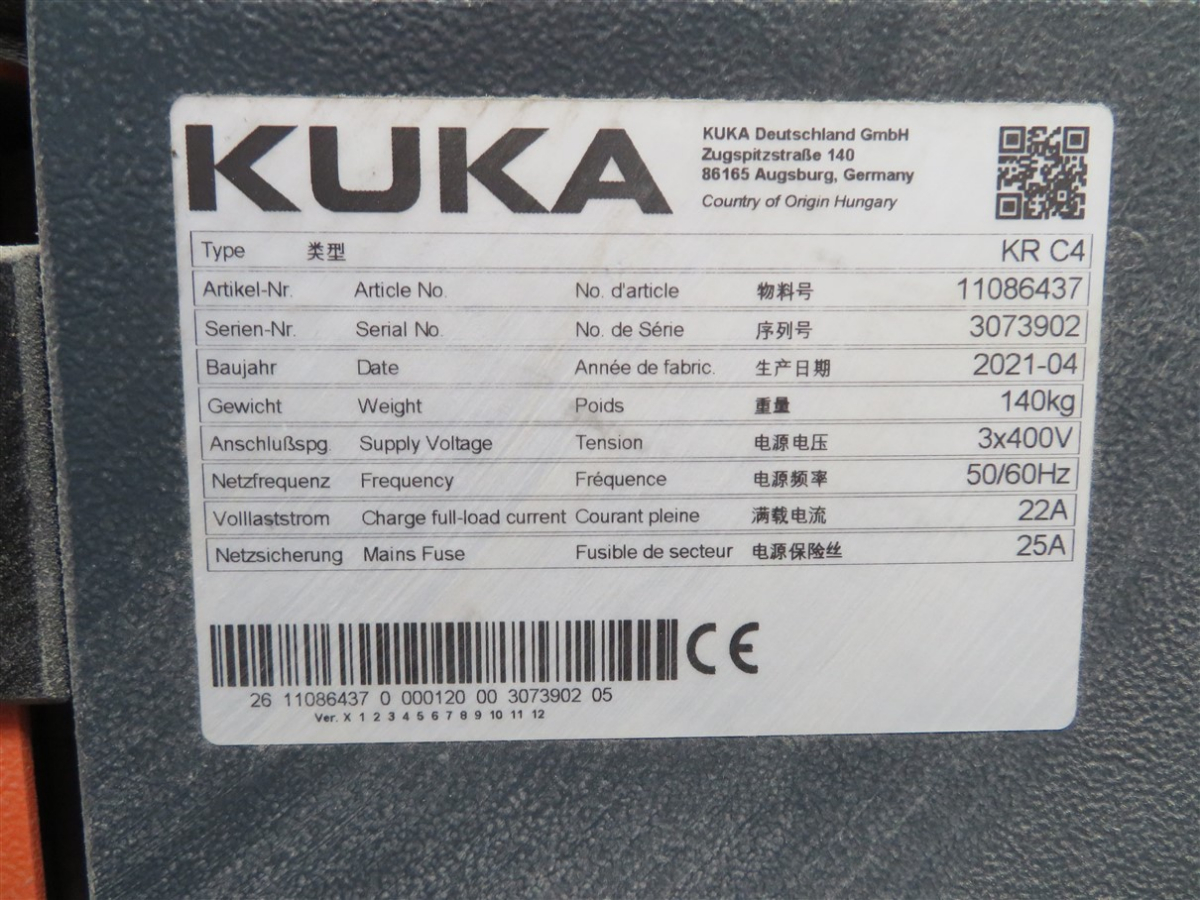 KUKA
KUKA Deutschland GmbH
Zugspitzstraße 140
86165 Augsburg, Germany
Country of Origin Hungary
Type 类型 KR C4
Artikel-Nr. Article No. No. d'article 物料号 11086437
Serien-Nr. Serial No. No. de Série 序列号 3073902
Baujahr Date Année de fabric. 生产日期 2021-04
Gewicht Weight Poids 重量 140kg
Anschlußspg. Supply Voltage Tension 电源电压 3x400V
Netzfrequenz Frequency Fréquence 电源频率 50/60Hz
Volllaststrom Charge full-load current Courant pleine 满载电流 22A
Netzsicherung Mains Fuse Fusible de secteur 电源保险丝 25A
CE
26 11086437 0 000120 00 3073902 05
Ver. X 1 2 3 4 5 6 7 8 9 10 11 12